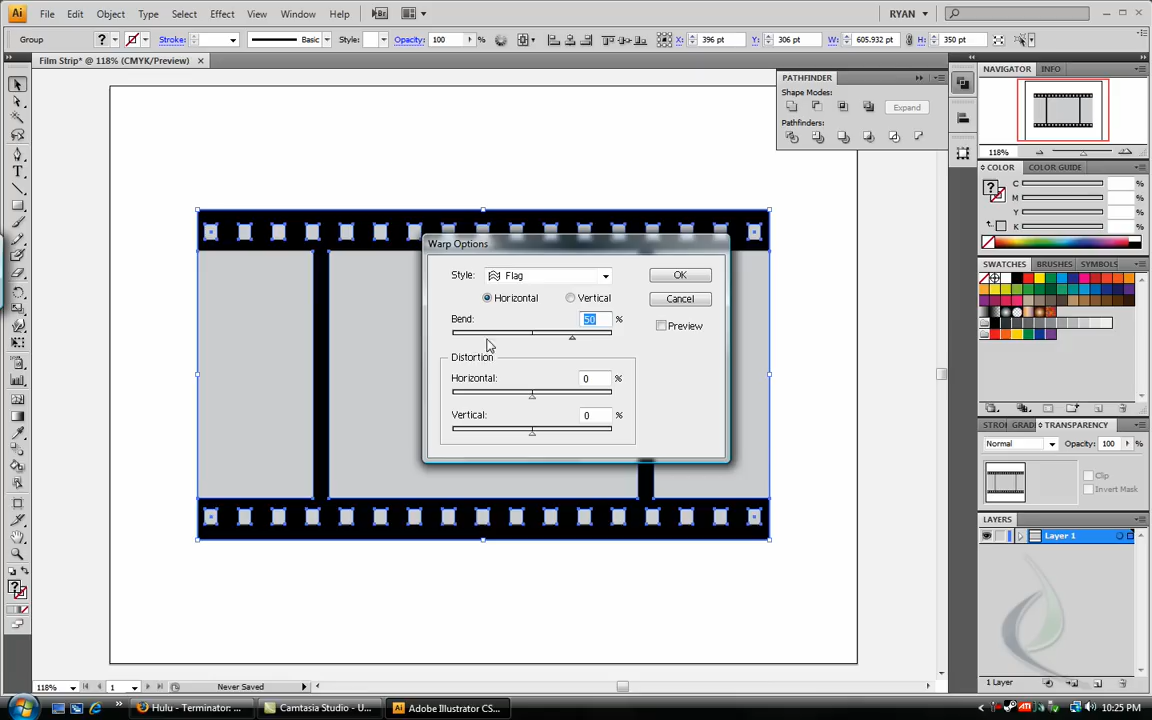 Ai File Edit Object Type Select Effect View Window Help Br RYAN
Group ? Stroke: Basic Style: Opacity: 100 % X: 396 pt Y: 306 pt W: 605.932 pt H: 350 pt
Film Strip* @ 118% (CMYK/Preview)
PATHFINDER
Shape Modes:
Expand
Pathfinders:
NAVIGATOR INFO
118%
COLOR COLOR GUIDE
? C %
M %
Y %
K %
SWATCHES BRUSHES SYMBOLS
STROI GRADI TRANSPARENCY
Normal Opacity: 100 %
Clip
Invert Mask
LAYERS
Layer 1
1 Layer
Warp Options
Style: Flag OK
Horizontal Vertical Cancel
Bend: 50 % Preview
Distortion
Horizontal: 0 %
Vertical: 0 %
T
?
118% 1 Never Saved
Hulu - Terminator: ... Camtasia Studio - U... Ai Adobe Illustrator CS... ATI 10:25 PM